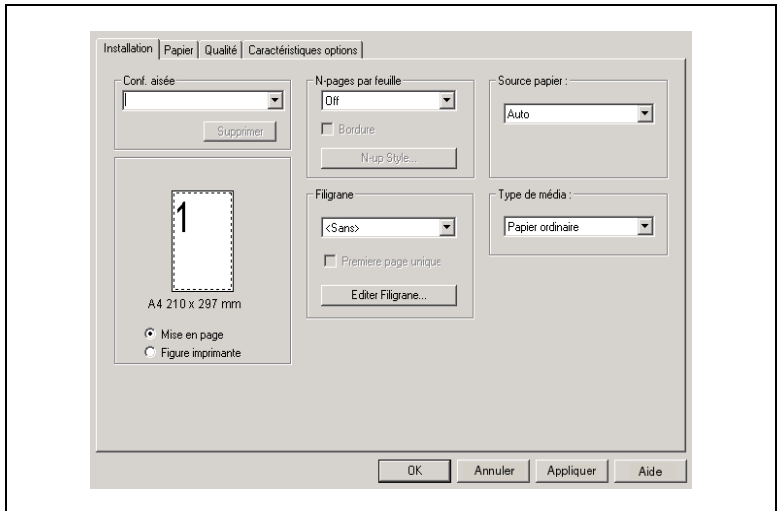 Installation
Papier
Qualité
Caractéristiques options
Conf. aisée
Supprimer
1
A4 210 x 297 mm
Mise en page
Figure imprimante
N-pages par feuille
Off
Bordure
N-up Style...
Filigrane
<Sans>
Premiere page unique
Editer Filigrane...
Source papier :
Auto
Type de média :
Papier ordinaire
OK
Annuler
Appliquer
Aide